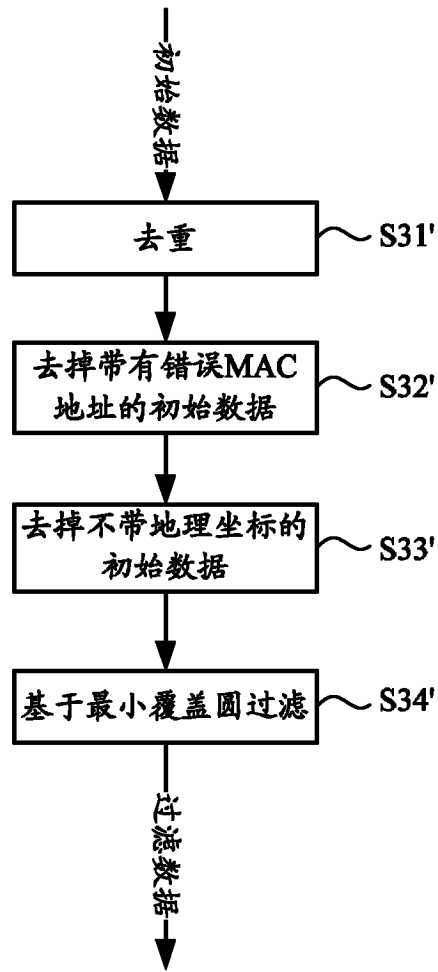 初始数据
去重
S31'
去掉带有错误MAC
地址的初始数据
S32'
去掉不带地理坐标的
初始数据
S33'
基于最小覆盖圆过滤
S34'
过滤数据